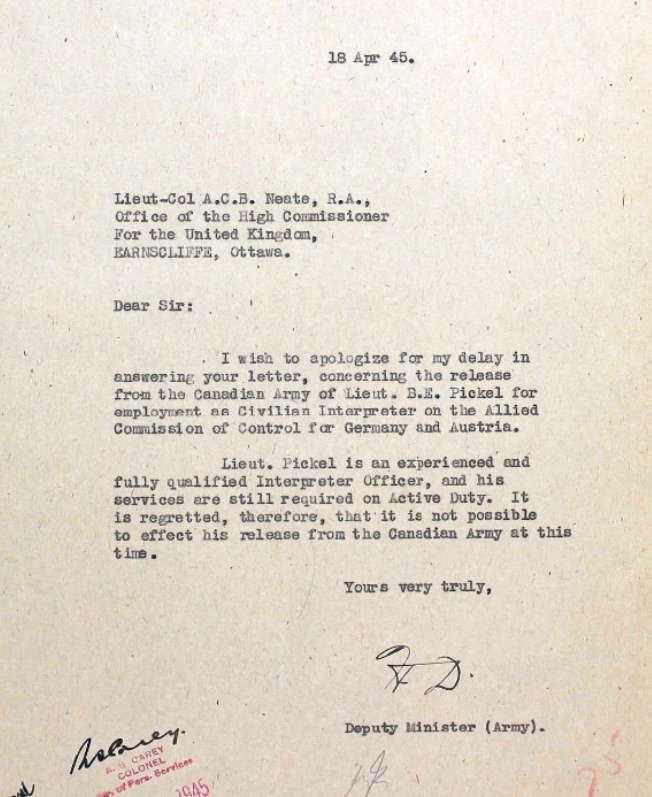 18 Apr 45.
Lieut-Col A.C.B. Neate, R.A.,
Office of the High Commissioner
For the United Kingdom,
EARNSCLIFFE, Ottawa.
Dear Sir:
I wish to apologize for my delay in
answering your letter, concerning the release
from the Canadian Army of Lieut. B.E. Pickel for
employment as Civilian Interpreter on the Allied
Commission of Control for Germany and Austria.
Lieut. Pickel is an experienced and
fully qualified Interpreter Officer, and his
services are still required on Active Duty. It
is regretted, therefore, that it is not possible
to effect his release from the Canadian Army at this
time.
Yours very truly,
Deputy Minister (Army).
CAREY
COLONEL
of Pers. Services
1945
25